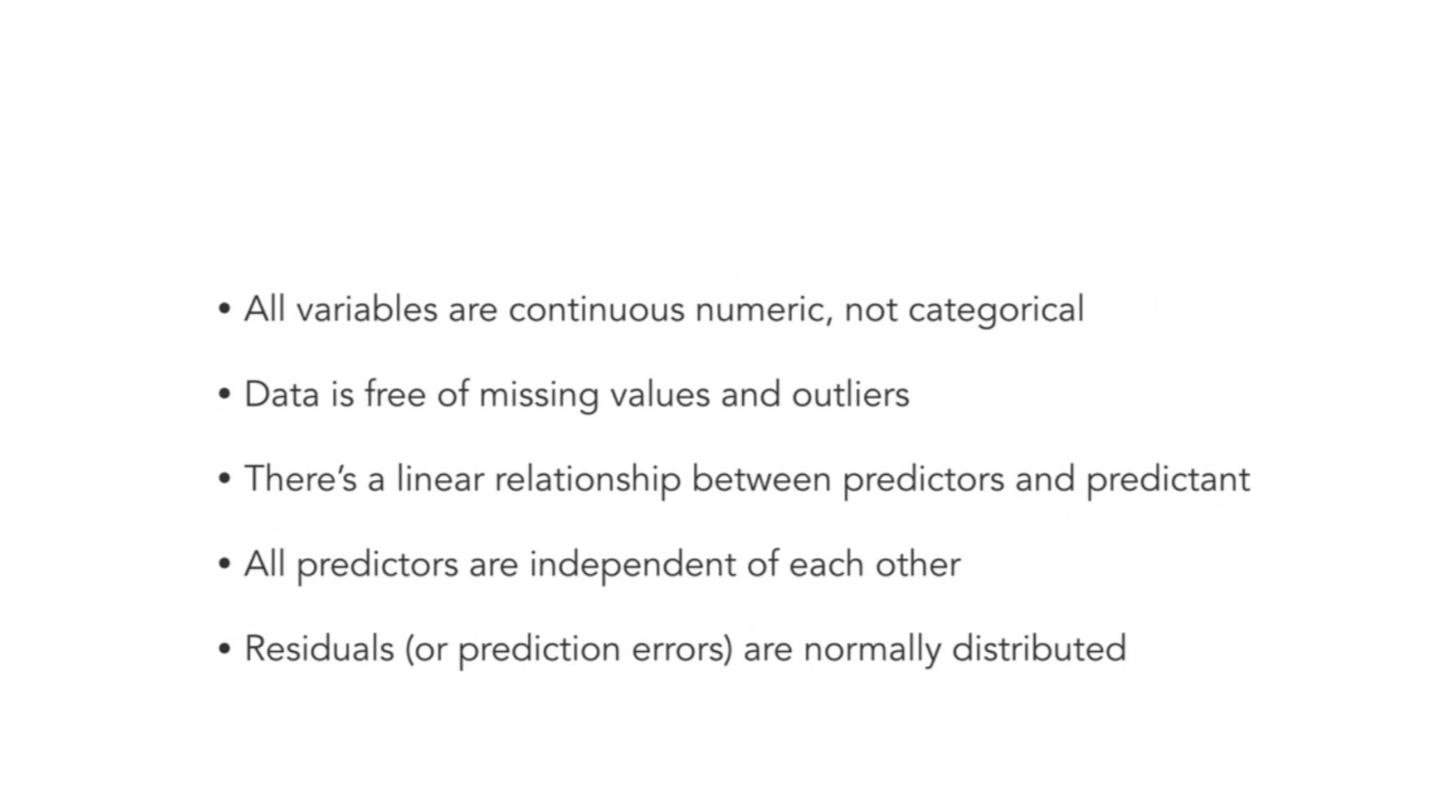 • All variables are continuous numeric, not categorical
• Data is free of missing values and outliers
• There’s a linear relationship between predictors and predictant
• All predictors are independent of each other
• Residuals (or prediction errors) are normally distributed